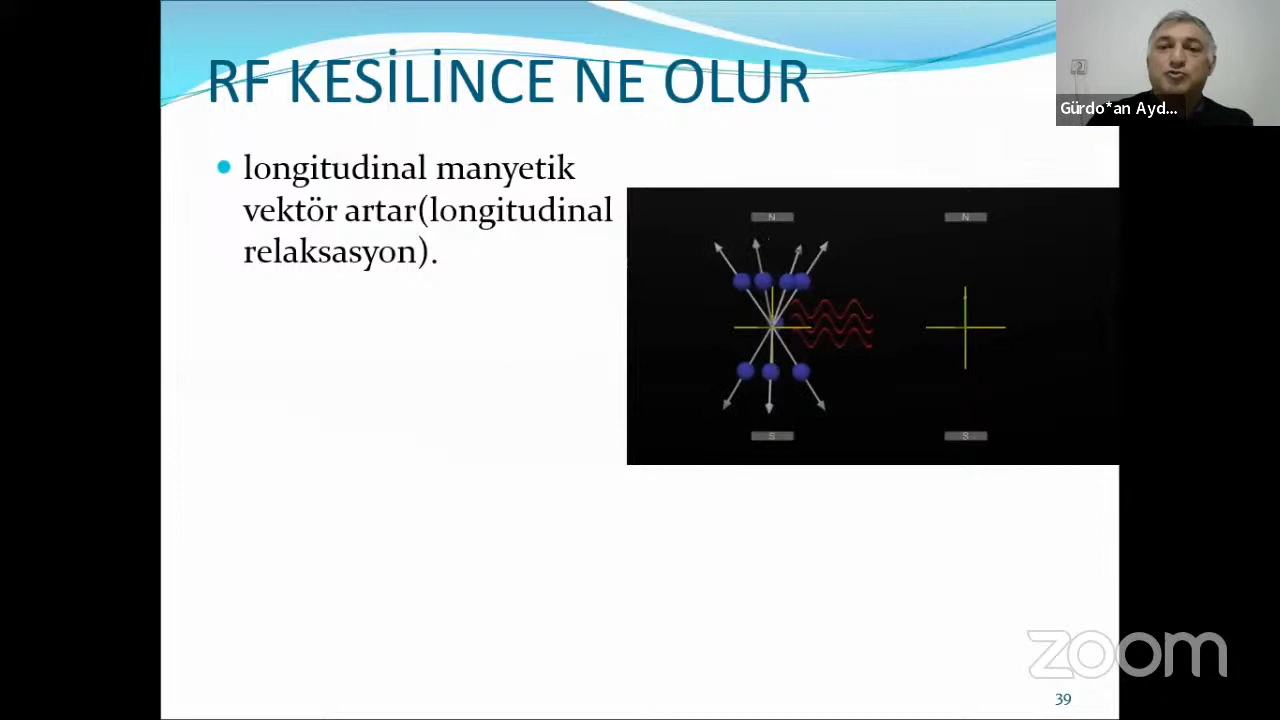 RF KESİLİNCE NE OLUR
Gürdo*an Ayd...
longitudinal manyetik
vektör artar(longitudinal
relaksasyon).
N
N
S
S
zoom
39